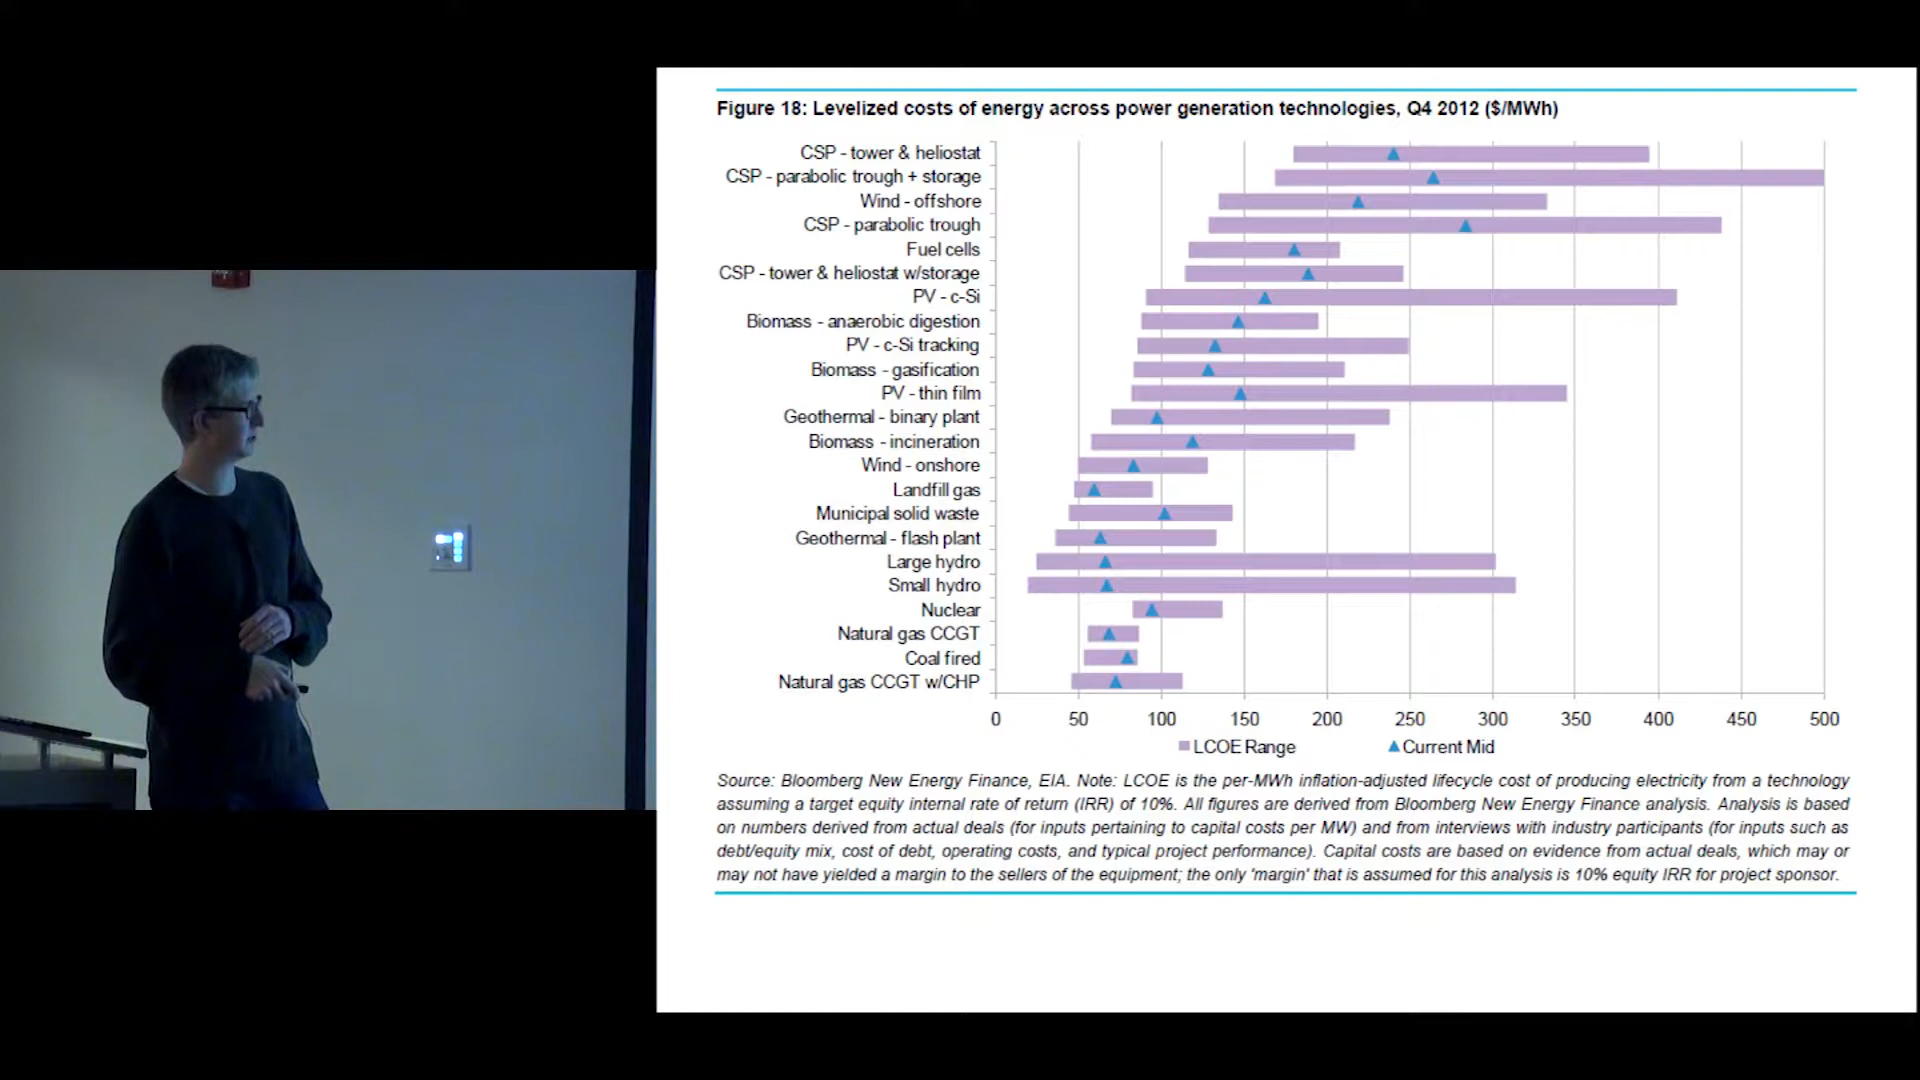 Figure 18: Levelized costs of energy across power generation technologies, Q4 2012 ($/MWh)
CSP - tower & heliostat
CSP - parabolic trough + storage
Wind - offshore
CSP - parabolic trough
Fuel cells
CSP - tower & heliostat w/storage
PV - c-Si
Biomass - anaerobic digestion
PV - c-Si tracking
Biomass - gasification
PV - thin film
Geothermal - binary plant
Biomass - incineration
Wind - onshore
Landfill gas
Municipal solid waste
Geothermal - flash plant
Large hydro
Small hydro
Nuclear
Natural gas CCGT
Coal fired
Natural gas CCGT w/CHP
0 50 100 150 200 250 300 350 400 450 500
LCOE Range Current Mid
Source: Bloomberg New Energy Finance, EIA. Note: LCOE is the per-MWh inflation-adjusted lifecycle cost of producing electricity from a technology
assuming a target equity internal rate of return (IRR) of 10%. All figures are derived from Bloomberg New Energy Finance analysis. Analysis is based
on numbers derived from actual deals (for inputs pertaining to capital costs per MW) and from interviews with industry participants (for inputs such as
debt/equity mix, cost of debt, operating costs, and typical project performance). Capital costs are based on evidence from actual deals, which may or
may not have yielded a margin to the sellers of the equipment; the only 'margin' that is assumed for this analysis is 10% equity IRR for project sponsor.